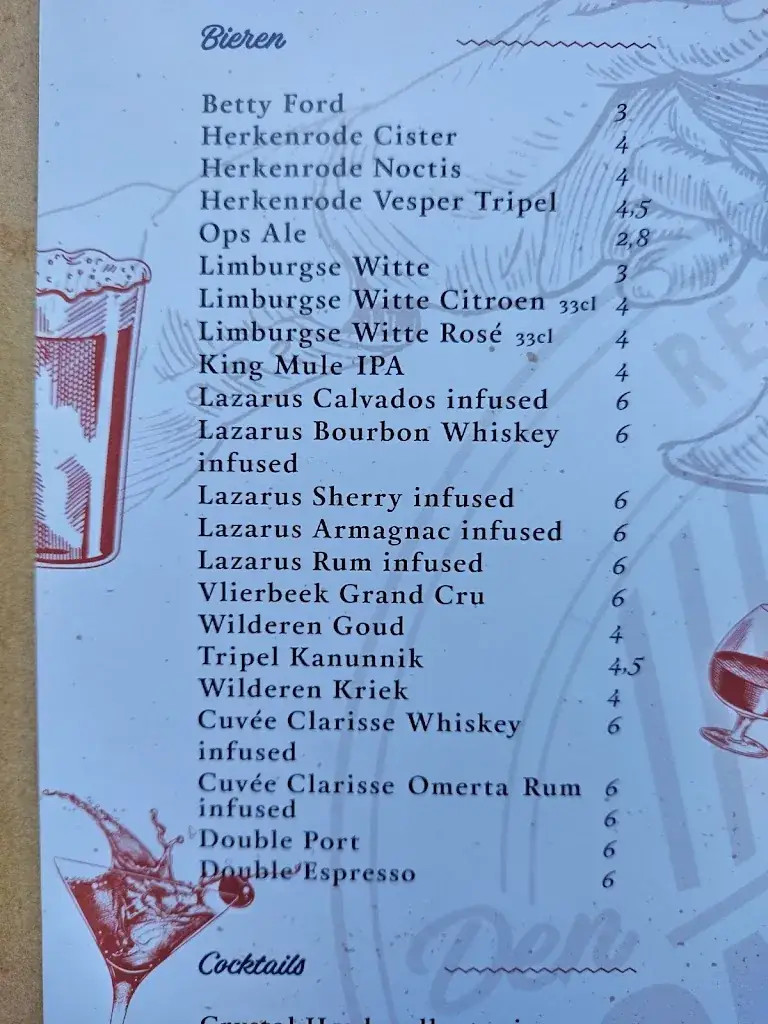 Bieren
Betty Ford 3
Herkenrode Cister 4
Herkenrode Noctis 4
Herkenrode Vesper Tripel 4,5
Ops Ale 2,8
Limburgse Witte 3
Limburgse Witte Citroen 33cl 4
Limburgse Witte Rosé 33cl 4
King Mule IPA 4
Lazarus Calvados infused 6
Lazarus Bourbon Whiskey 6
infused
Lazarus Sherry infused 6
Lazarus Armagnac infused 6
Lazarus Rum infused 6
Vlierbeek Grand Cru 6
Wilderen Goud 4
Tripel Kanunnik 4,5
Wilderen Kriek 4
Cuvée Clarisse Whiskey 6
infused
Cuvée Clarisse Omerta Rum 6
infused 6
Double Port 6
Double Espresso 6
Den
Cocktails